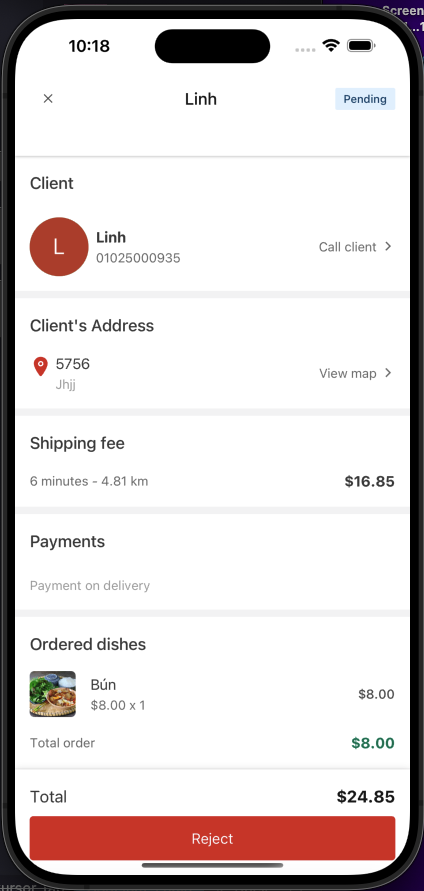 Screen
...1
10:18
Linh
Pending
Client
L
Linh
01025000935
Call client
Client's Address
5756
Jhjj
View map
Shipping fee
6 minutes - 4.81 km
$16.85
Payments
Payment on delivery
Ordered dishes
Bún
$8.00 x 1
$8.00
Total order
$8.00
Total
$24.85
Reject